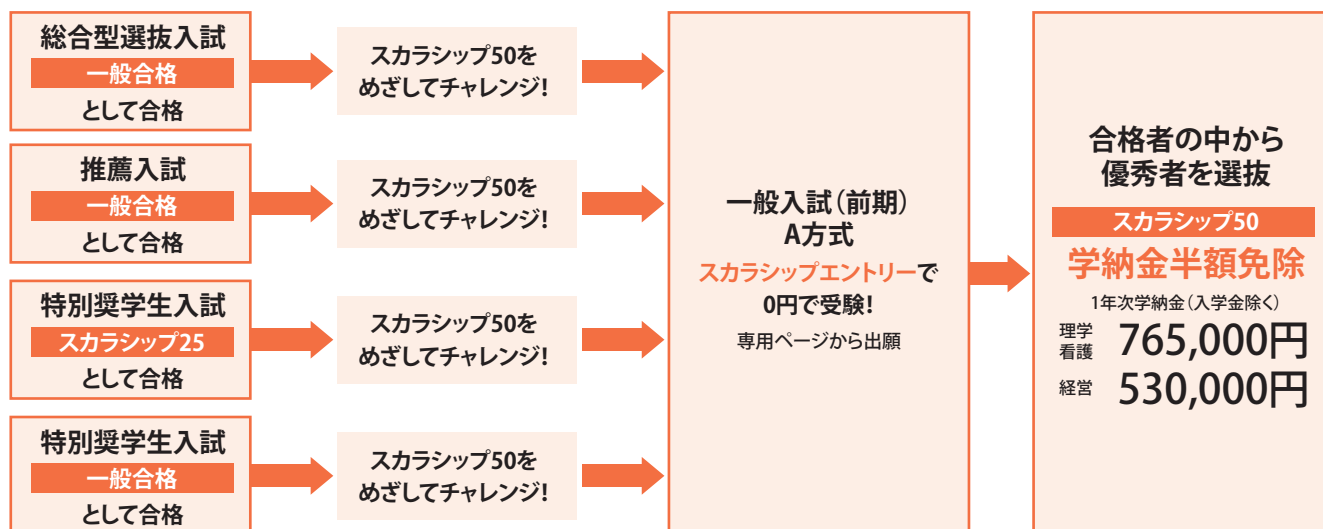 総合型選抜入試
一般合格
として合格
スカラシップ50を
めざしてチャレンジ!
推薦入試
一般合格
として合格
スカラシップ50を
めざしてチャレンジ!
特別奨学生入試
スカラシップ25
として合格
スカラシップ50を
めざしてチャレンジ!
特別奨学生入試
一般合格
として合格
スカラシップ50を
めざしてチャレンジ!
一般入試(前期)
A方式
スカラシップエントリーで
0円で受験!
専用ページから出願
合格者の中から
優秀者を選抜
スカラシップ50
学納金半額免除
1年次学納金(入学金除く)
理学
看護 765,000円
経営 530,000円